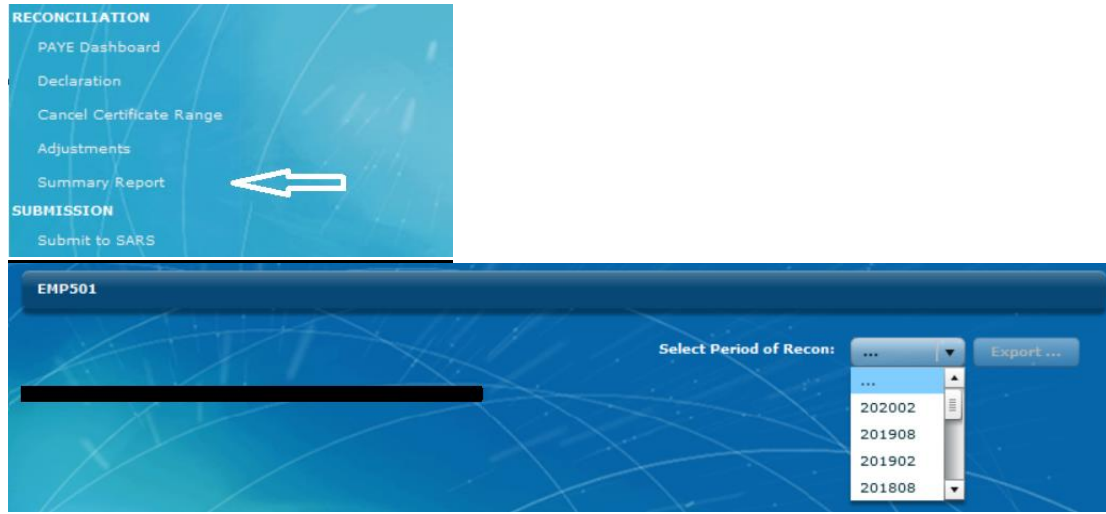 RECONCILIATION
PAYE Dashboard
Declaration
Cancel Certificate Range
Adjustments
Summary Report
SUBMISSION
Submit to SARS
EMP501
Select Period of Recon: ... Export ...
...
202002
201908
201902
201808